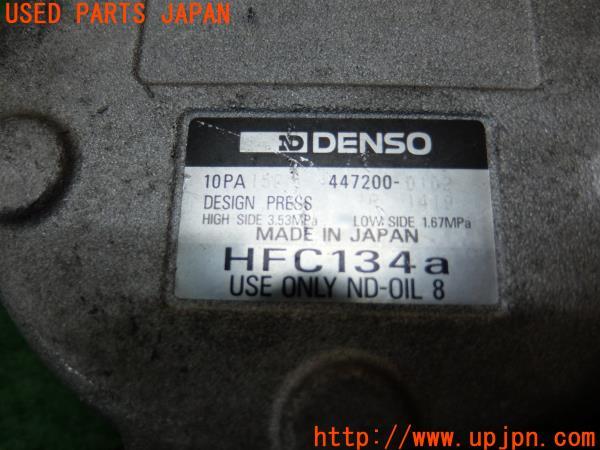 USED PARTS JAPAN
ND DENSO
10PA 447200-
DESIGN PRESS
HIGH SIDE 3.53MPa LOW SIDE 1.67MPa
MADE IN JAPAN
HFC134a
USE ONLY ND-OIL 8
http://www.upjpn.com/